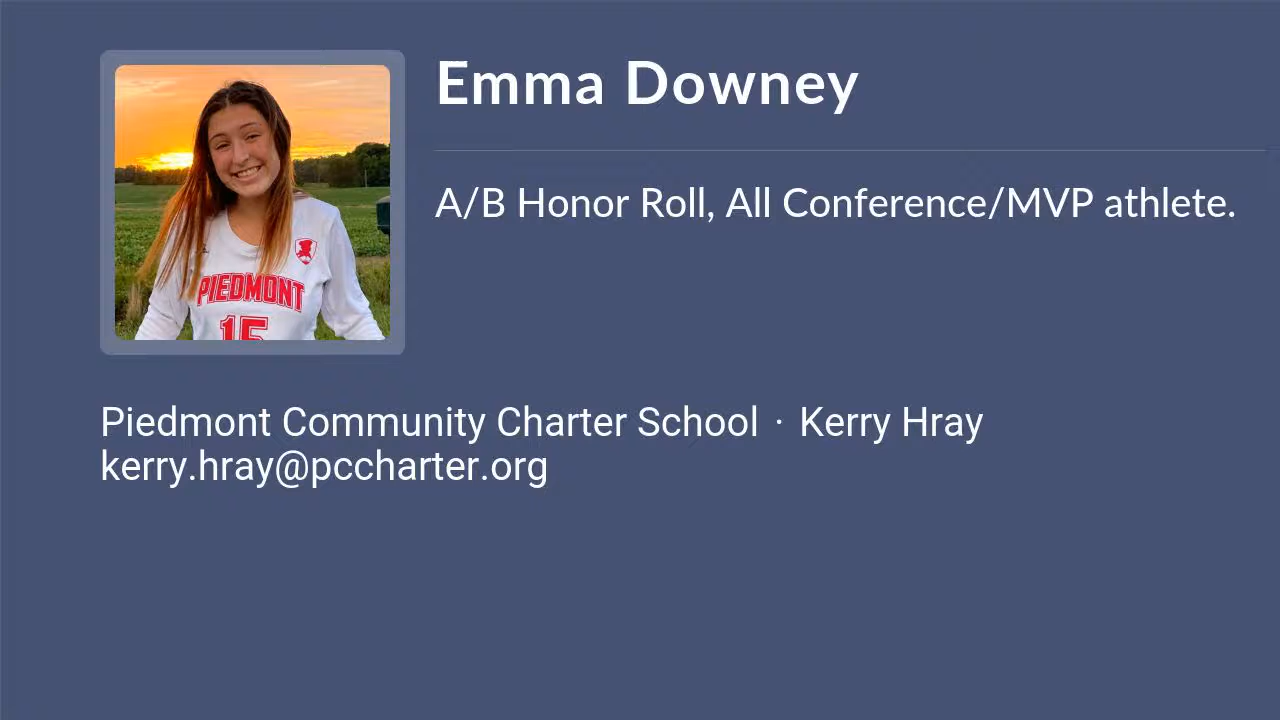 Emma Downey
A/B Honor Roll, All Conference/MVP athlete.
PIEDMONT
15
Piedmont Community Charter School · Kerry Hray
kerry.hray@pccharter.org